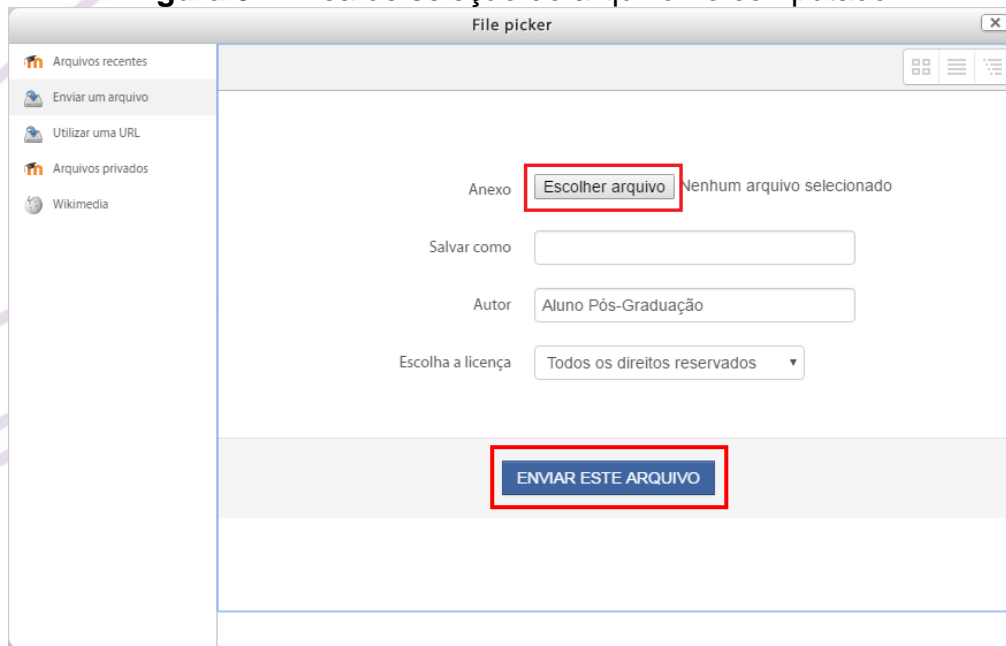 File picker
Arquivos recentes
Enviar um arquivo
Utilizar uma URL
Arquivos privados
Wikimedia
Anexo Escolher arquivo Nenhum arquivo selecionado
Salvar como
Autor Aluno Pós-Graduação
Escolha a licença Todos os direitos reservados
ENVIAR ESTE ARQUIVO